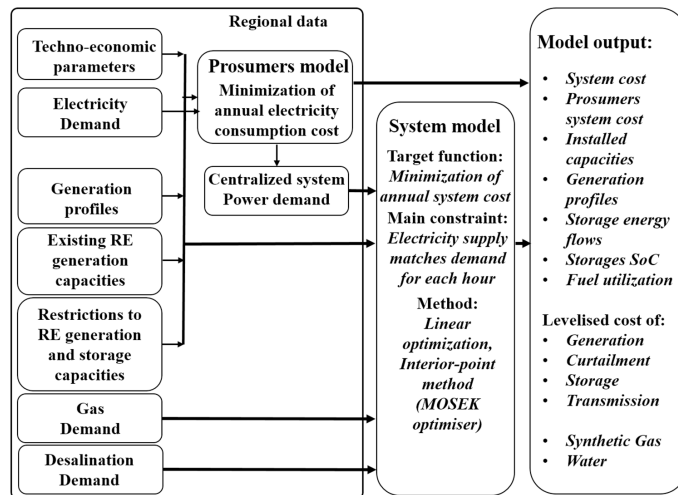 Regional data
Techno-economic
parameters
Electricity
Demand
Generation
profiles
Existing RE
generation
capacities
Restrictions to
RE generation
and storage
capacities
Gas
Demand
Desalination
Demand
Prosumers model
Minimization of
annual electricity
consumption cost
Centralized system
Power demand
System model
Target function:
Minimization of
annual system cost
Main constraint:
Electricity supply
matches demand
for each hour
Method:
Linear
optimization,
Interior-point
method
(MOSEK
optimiser)
Model output:
• System cost
• Prosumers
system cost
• Installed
capacities
• Generation
profiles
• Storage energy
flows
• Storages SoC
• Fuel utilization
Levelised cost of:
• Generation
• Curtailment
• Storage
• Transmission
• Synthetic Gas
• Water